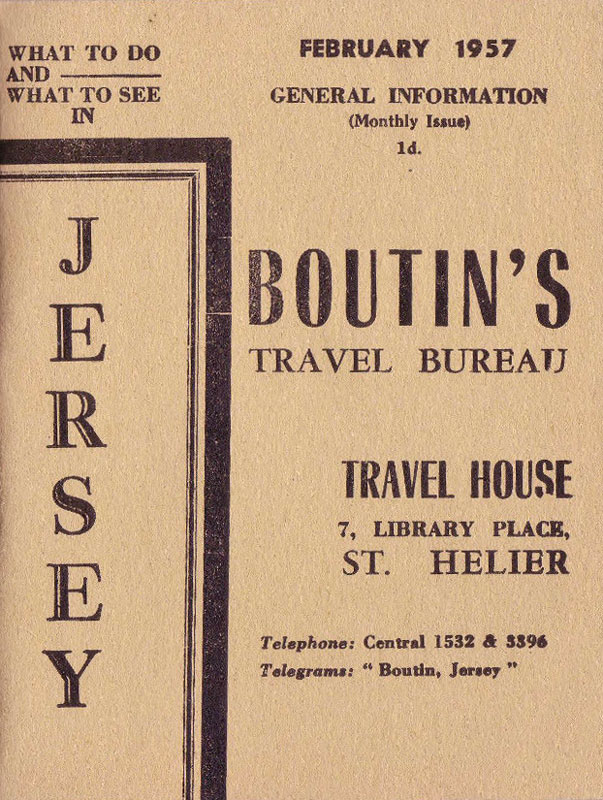 WHAT TO DO
AND
WHAT TO SEE
IN
JERSEY
FEBRUARY 1957
GENERAL INFORMATION
(Monthly Issue)
1d.
BOUTIN'S
TRAVEL BUREAU
TRAVEL HOUSE
7, LIBRARY PLACE,
ST. HELIER
Telephone: Central 1532 & 3396
Telegrams: “ Boutin, Jersey ”